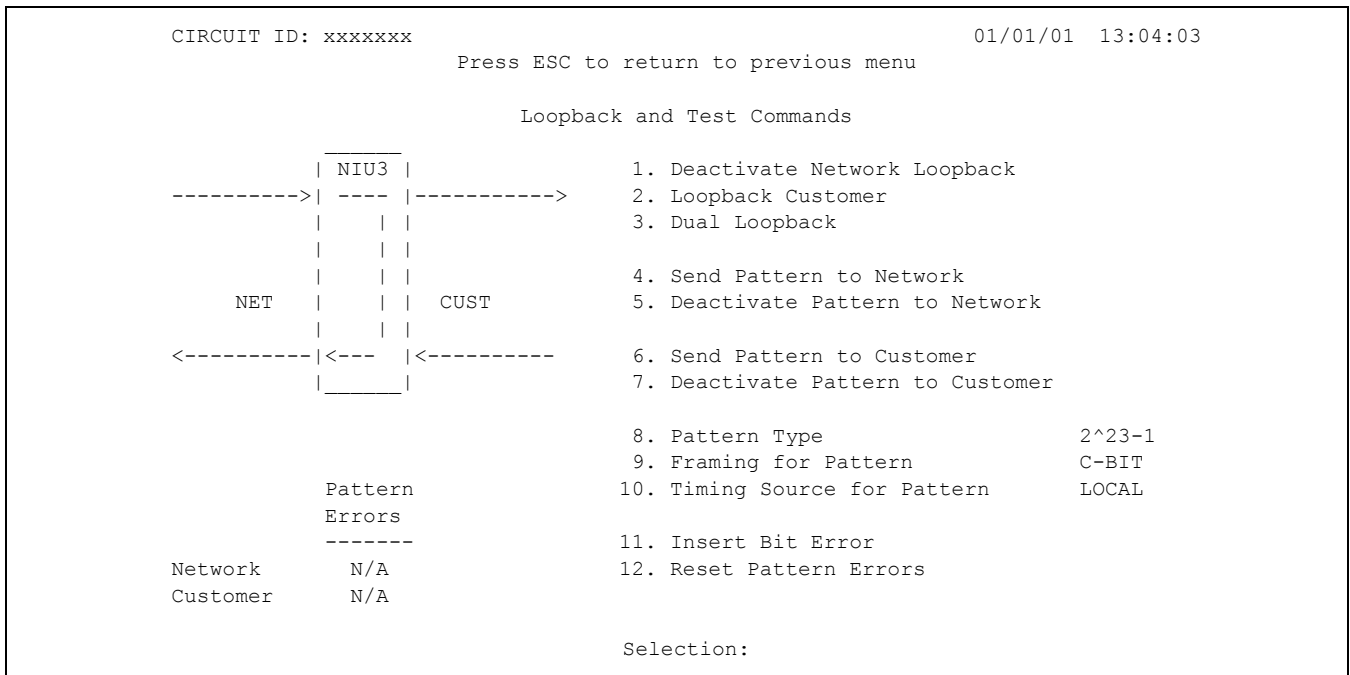 CIRCUIT ID: xxxxxxx 01/01/01 13:04:03
Press ESC to return to previous menu
Loopback and Test Commands
______
| NIU3 | 1. Deactivate Network Loopback
---------->| ---- |-----------> 2. Loopback Customer
| | | 3. Dual Loopback
| | |
| | | 4. Send Pattern to Network
NET | | | CUST 5. Deactivate Pattern to Network
| | |
<----------|<--- |<---------- 6. Send Pattern to Customer
|______| 7. Deactivate Pattern to Customer
8. Pattern Type 2^23-1
9. Framing for Pattern C-BIT
Pattern 10. Timing Source for Pattern LOCAL
Errors
------- 11. Insert Bit Error
Network N/A 12. Reset Pattern Errors
Customer N/A
Selection: